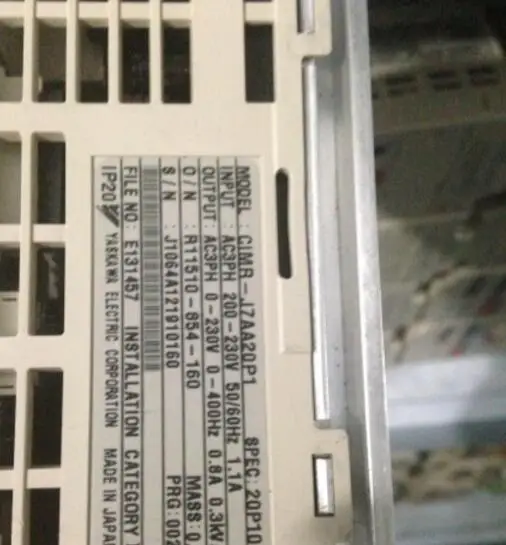 MODEL : CIMR-J7AA20P1 SPEC: 20P10
INPUT : AC3PH 200-230V 50/60Hz 1.1A
OUTPUT : AC3PH 0-230V 0-400Hz 0.8A 0.3kV
O/N : R11510-854-160 MASS: 0.
S/N : J1064A121910160 PRG: 002
FILE NO : E131457 INSTALLATION CATEGORY
IP20 YASKAWA ELECTRIC CORPORATION MADE IN JAPAN